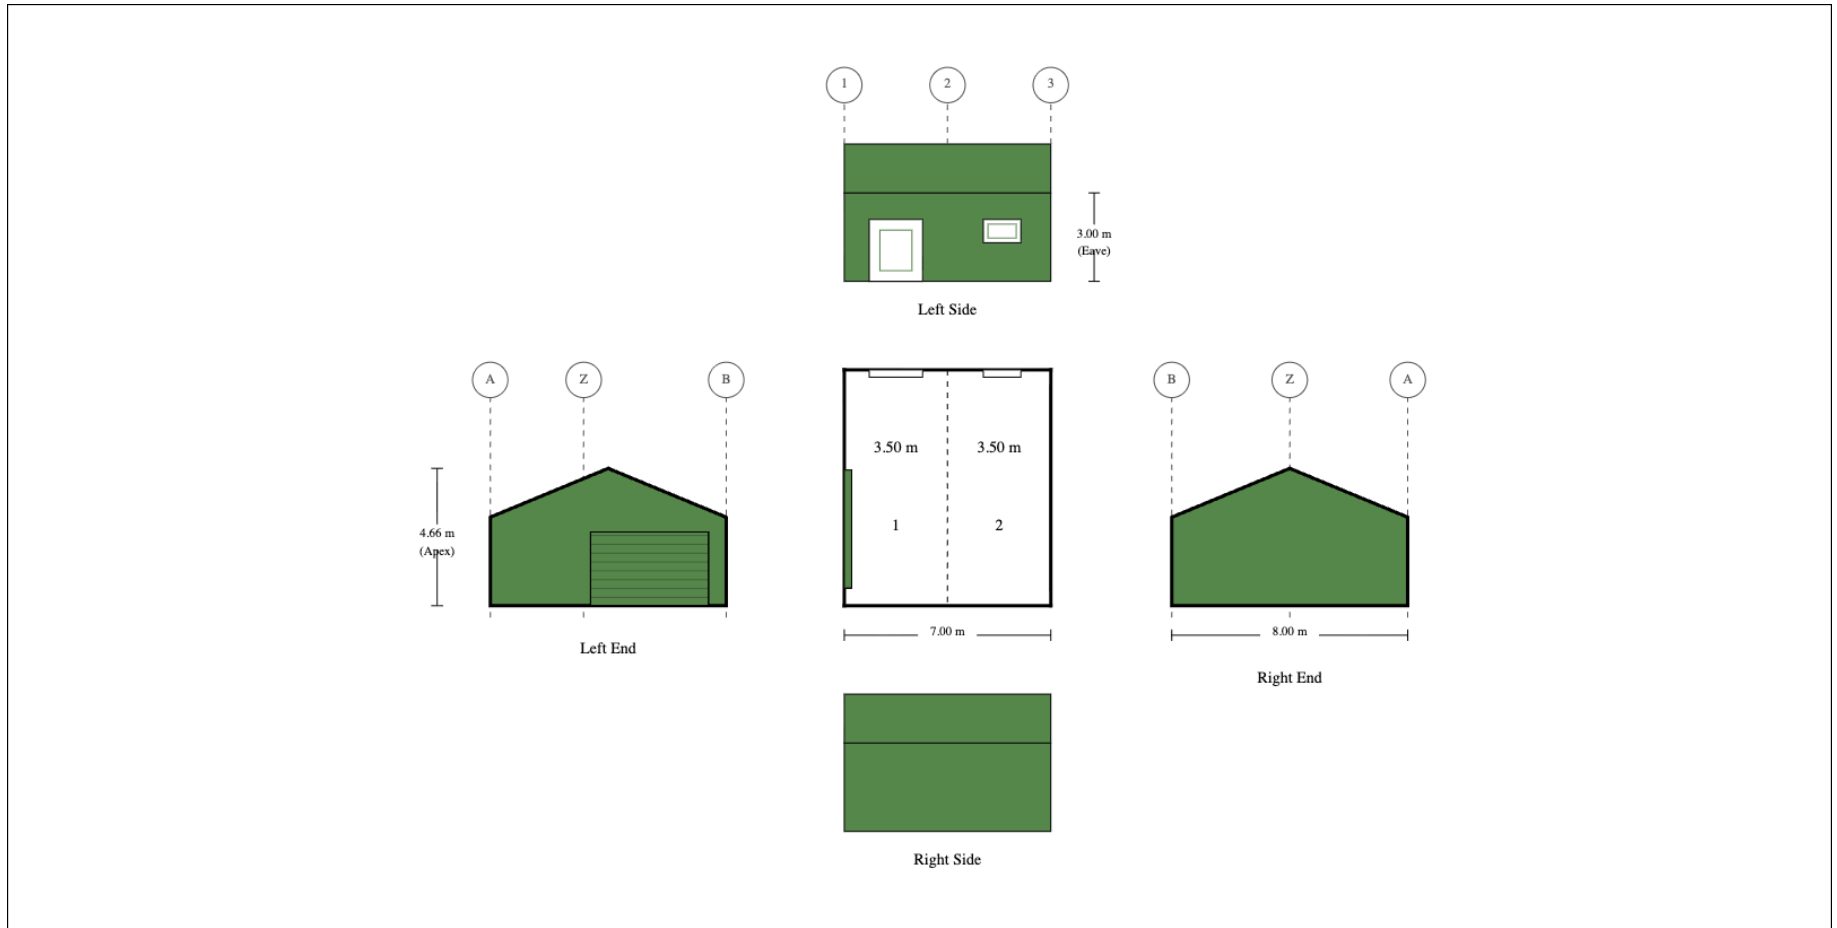 1
2
3
3.00 m
(Eave)
Left Side
A
Z
B
B
Z
A
3.50 m
3.50 m
4.66 m
(Apex)
1
2
7.00 m
8.00 m
Left End
Right End
Right Side